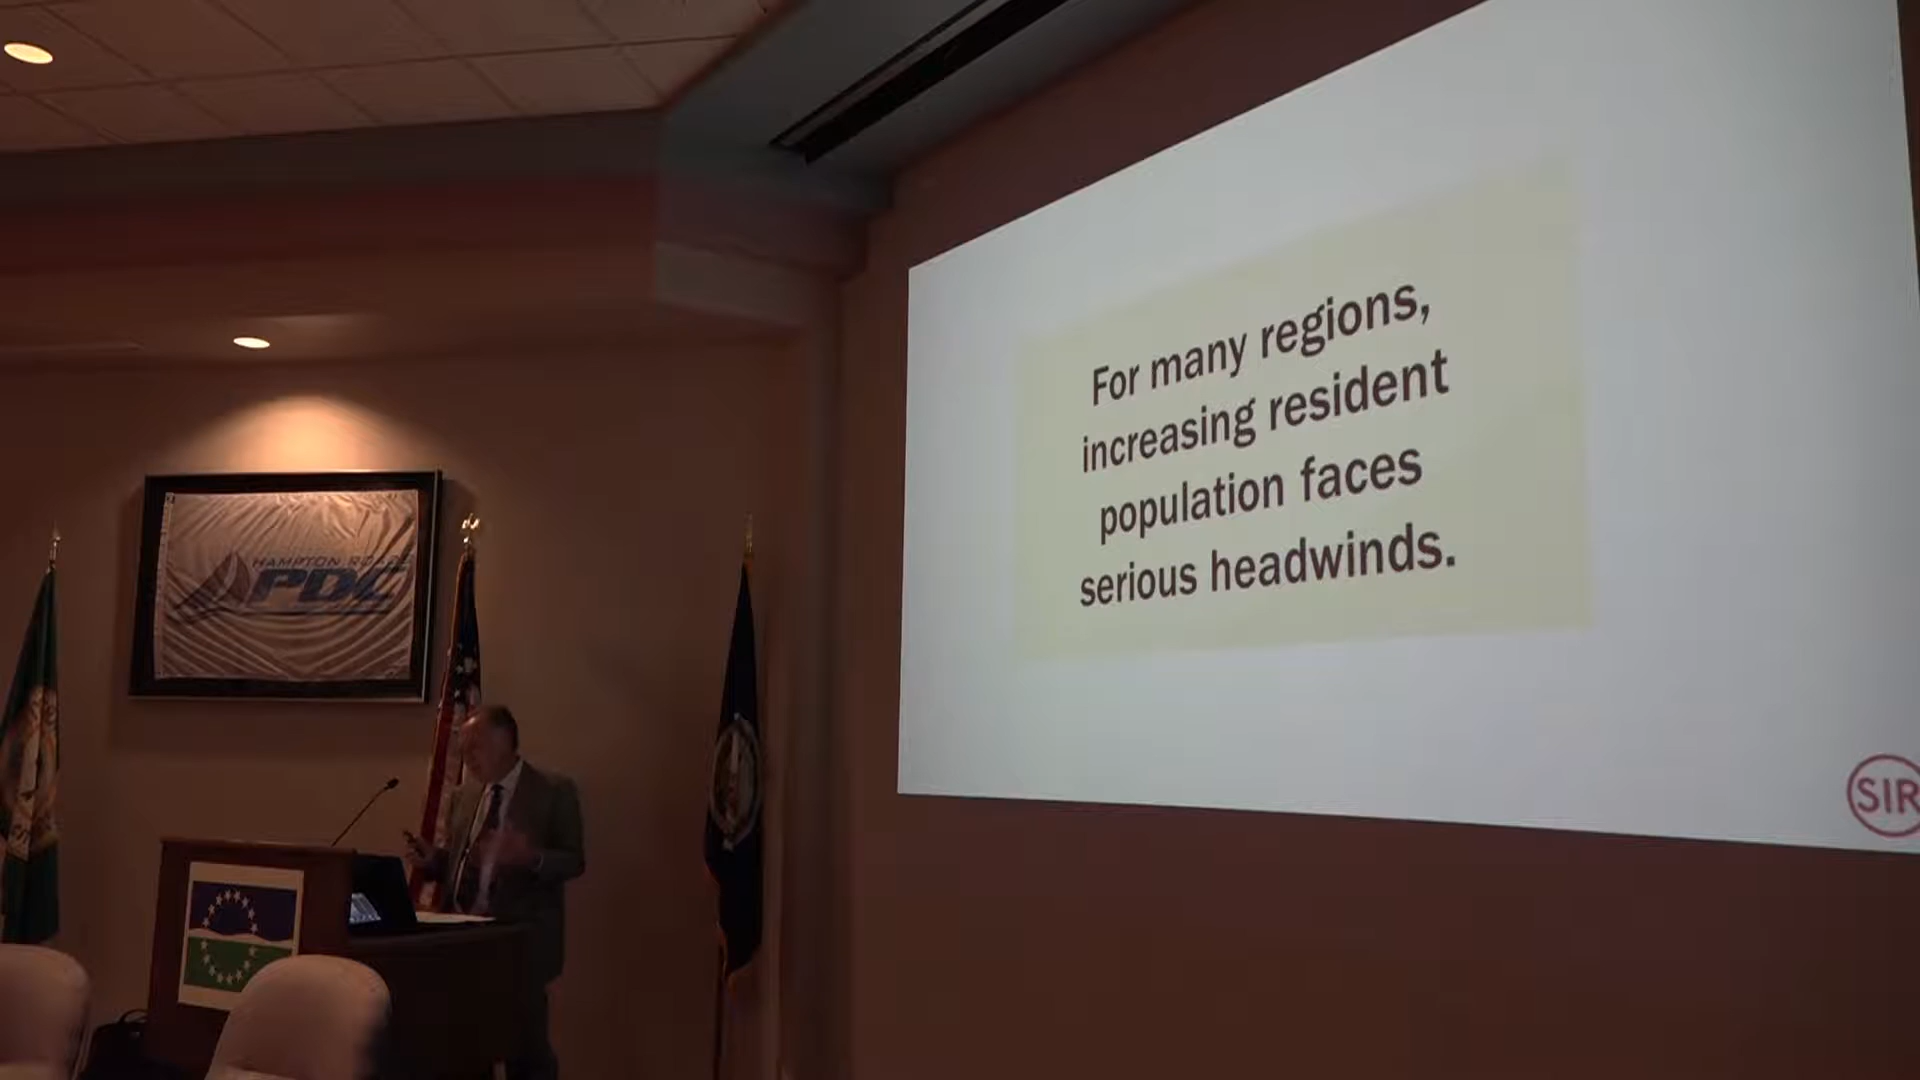 For many regions,
increasing resident
population faces
serious headwinds.
SIR
HAMPTON ROADS
PDC